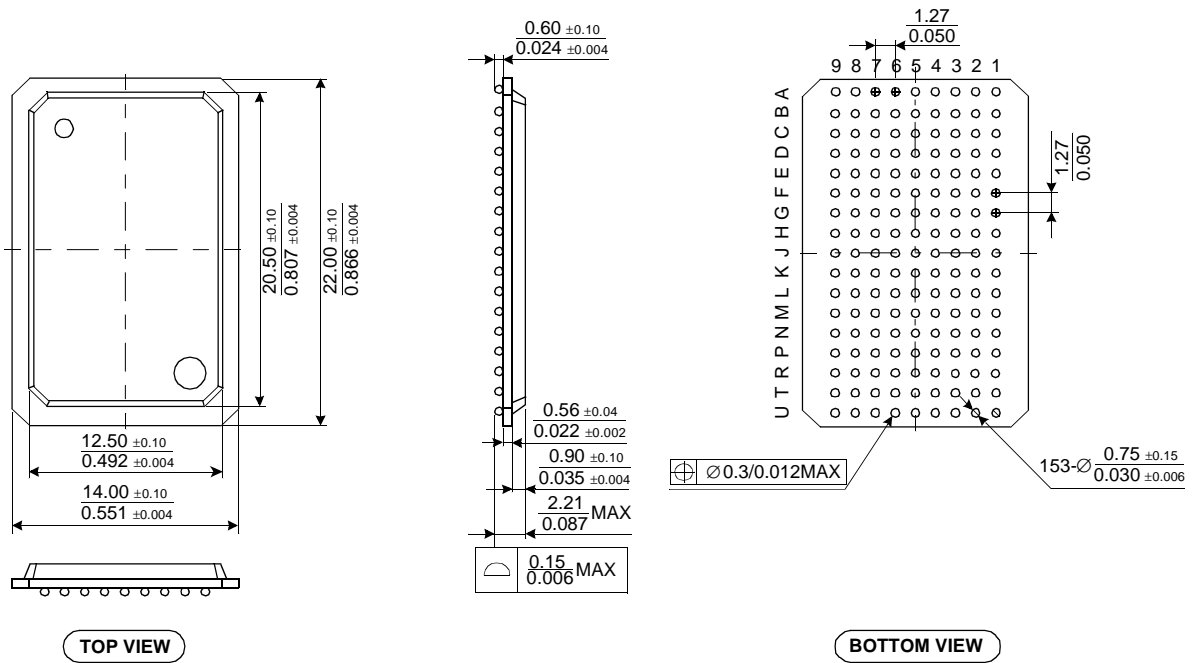 0.60 ±0.10
0.024 ±0.004
1.27
0.050
9 8 7 6 5 4 3 2 1
A
B
C
D
E
F
G
H
J
K
L
M
N
P
R
T
U
1.27
0.050
20.50 ±0.10
0.807 ±0.004
22.00 ±0.10
0.866 ±0.004
12.50 ±0.10
0.492 ±0.004
14.00 ±0.10
0.551 ±0.004
0.56 ±0.04
0.022 ±0.002
0.90 ±0.10
0.035 ±0.004
2.21
0.087 MAX
0.15
0.006 MAX
Ø0.3/0.012MAX
153-Ø 0.75 ±0.15
0.030 ±0.006
TOP VIEW
BOTTOM VIEW